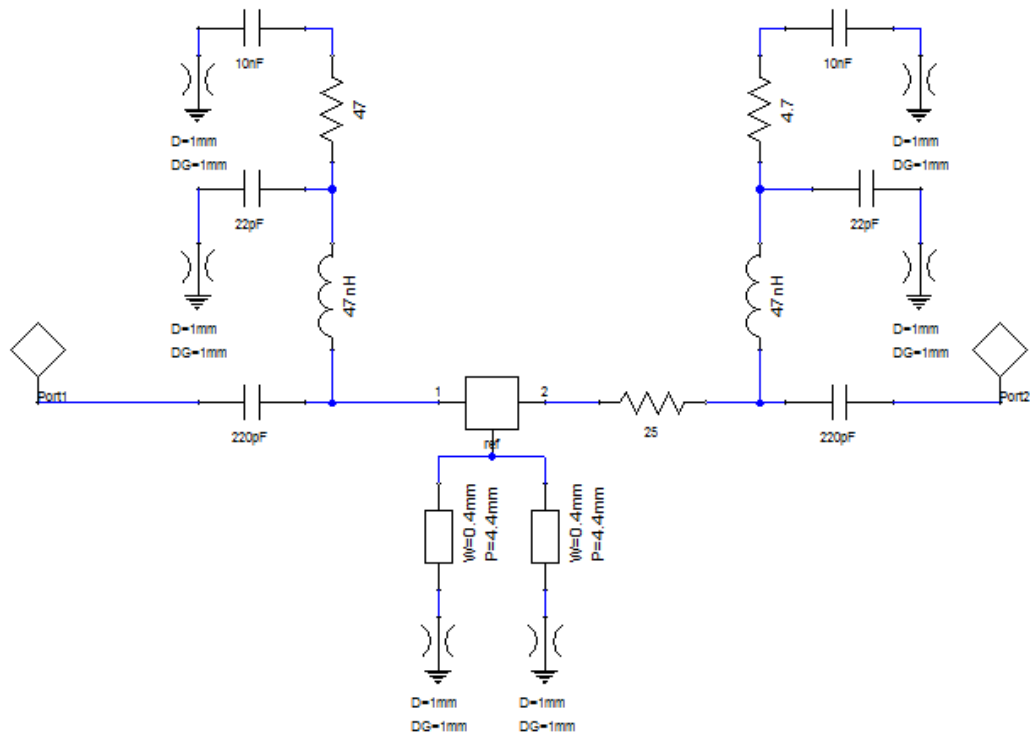 10nF
10nF
47
4.7
D=1mm
DG=1mm
D=1mm
DG=1mm
22pF
22pF
47nH
47nH
D=1mm
DG=1mm
D=1mm
DG=1mm
Port1
1
2
Port2
220pF
ref
25
220pF
W=0.4mm
P=4.4mm
W=0.4mm
P=4.4mm
D=1mm
DG=1mm
D=1mm
DG=1mm